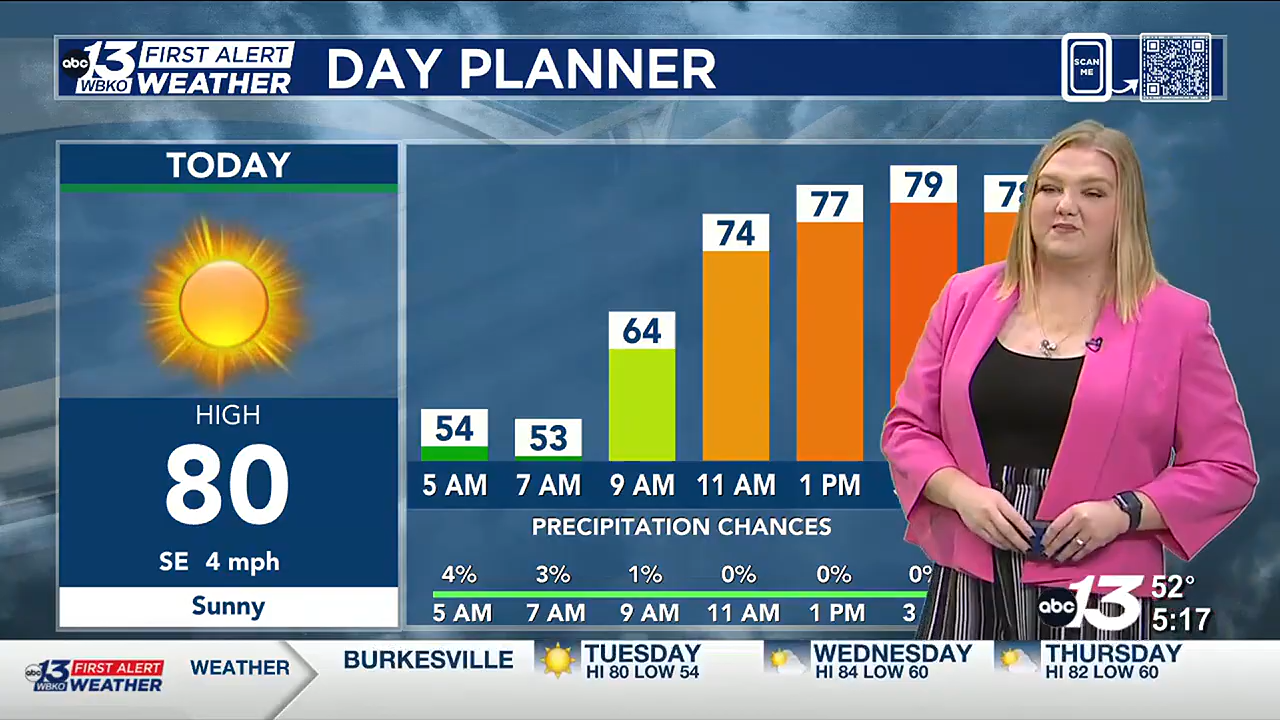 abc 13 WBKO FIRST ALERT WEATHER
DAY PLANNER
SCAN ME
TODAY
HIGH
80
SE 4 mph
Sunny
54 53 64 74 77 79
5 AM 7 AM 9 AM 11 AM 1 PM
PRECIPITATION CHANCES
4% 3% 1% 0% 0%
5 AM 7 AM 9 AM 11 AM 1 PM 3
abc 13
52°
5:17
abc 13 WBKO FIRST ALERT WEATHER
WEATHER
BURKESVILLE
TUESDAY
HI 80 LOW 54
WEDNESDAY
HI 84 LOW 60
THURSDAY
HI 82 LOW 60